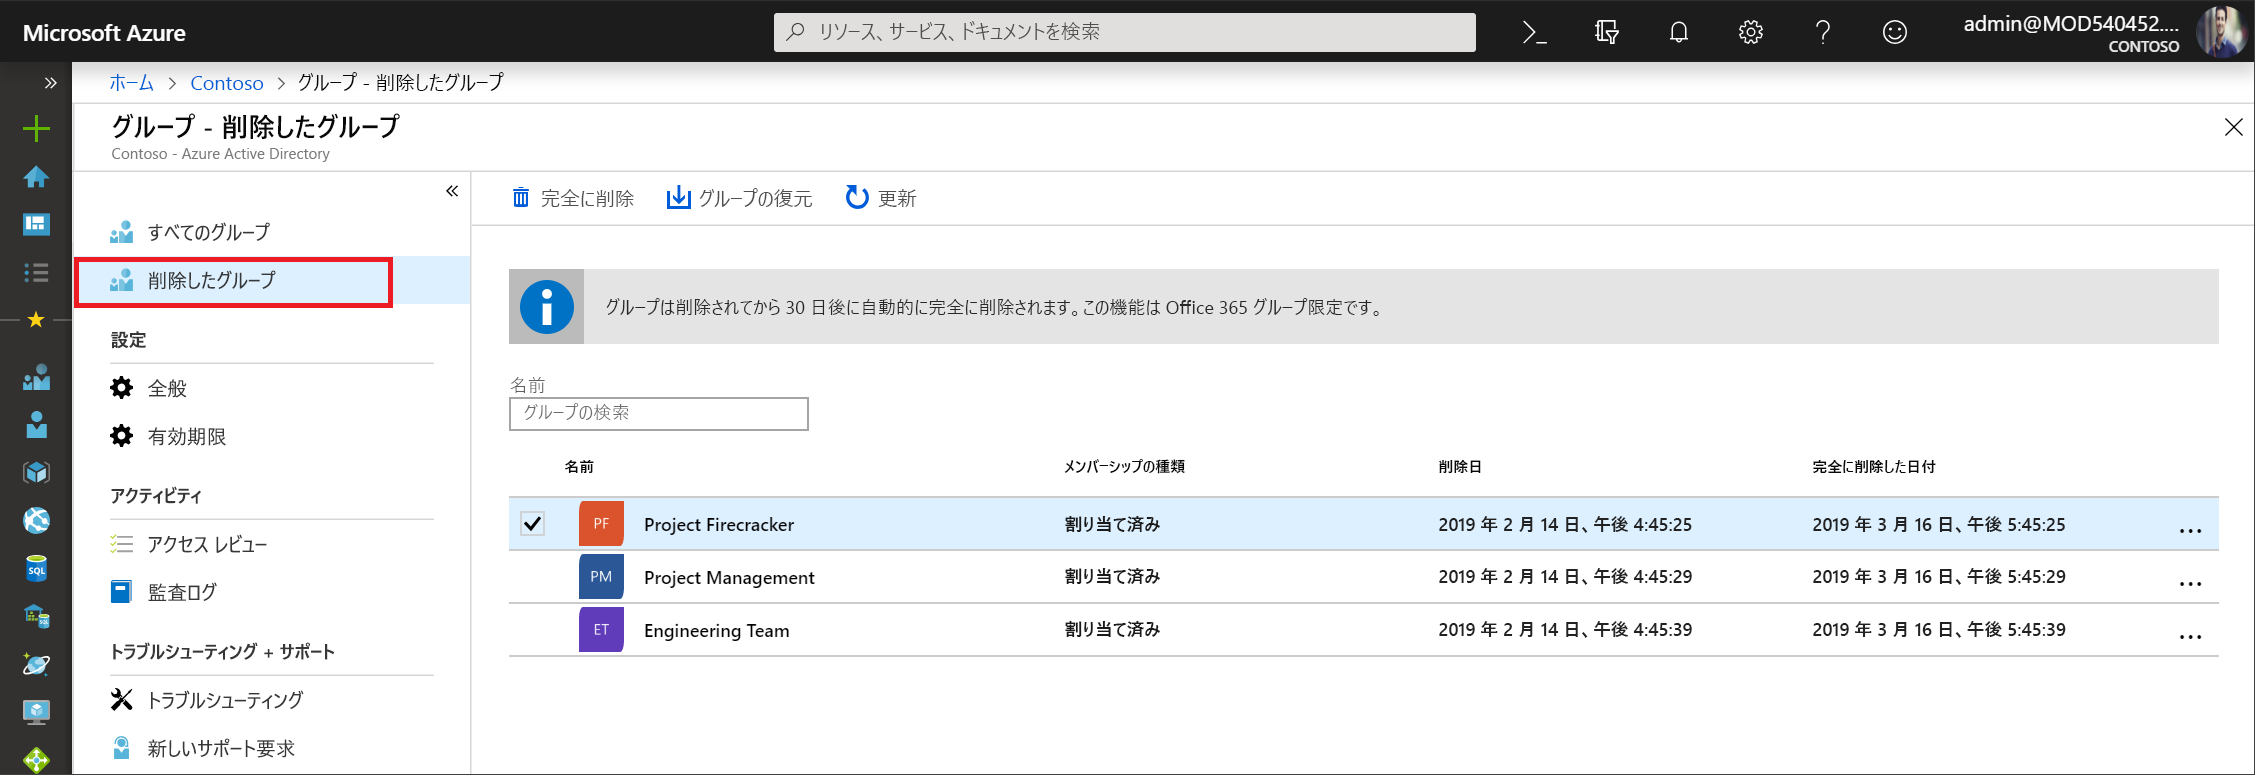 Microsoft Azure
リソース、サービス、ドキュメントを検索
admin@MOD540452....
CONTOSO
ホーム > Contoso > グループ - 削除したグループ
グループ - 削除したグループ
Contoso - Azure Active Directory
完全に削除 グループの復元 更新
すべてのグループ
削除したグループ
設定
全般
有効期限
アクティビティ
アクセス レビュー
監査ログ
トラブルシューティング + サポート
トラブルシューティング
新しいサポート要求
グループは削除されてから 30 日後に自動的に完全に削除されます。この機能は Office 365 グループ限定です。
名前
グループの検索
名前 メンバーシップの種類 削除日 完全に削除した日付
PF Project Firecracker 割り当て済み 2019 年 2 月 14 日、午後 4:45:25 2019 年 3 月 16 日、午後 5:45:25 ...
PM Project Management 割り当て済み 2019 年 2 月 14 日、午後 4:45:29 2019 年 3 月 16 日、午後 5:45:29 ...
ET Engineering Team 割り当て済み 2019 年 2 月 14 日、午後 4:45:39 2019 年 3 月 16 日、午後 5:45:39 ...
SQL
SQL